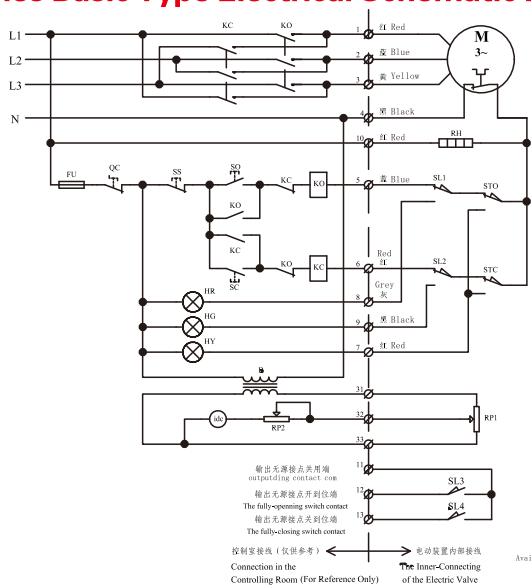 Basic Type Electrical Schematic
KC KO
L1 1 红 Red
M
3~
L2 2 蓝 Blue
L3 3 黄 Yellow
N 4 黑 Black
10 红 Red RH
FU QC SS SO KC KO 5 蓝 Blue SL1 STO
KO
KC
Red
SC KO KC 6 红 SL2 STC
Grey
HR 8 灰
HG 9 黑 Black
HY 7 红 Red
31
idc RP2 32 RP1
33
输出无源接点共用端 11
outputding contact com
输出无源接点开到位端 12 SL3
The fully-openning switch contact
输出无源接点关到位端 13 SL4
The fully-closing switch contact
控制室接线（仅供参考） 电动装置内部接线
Connection in the The Inner-Connecting
Controlling Room (For Reference Only) of the Electric Valve
Avai